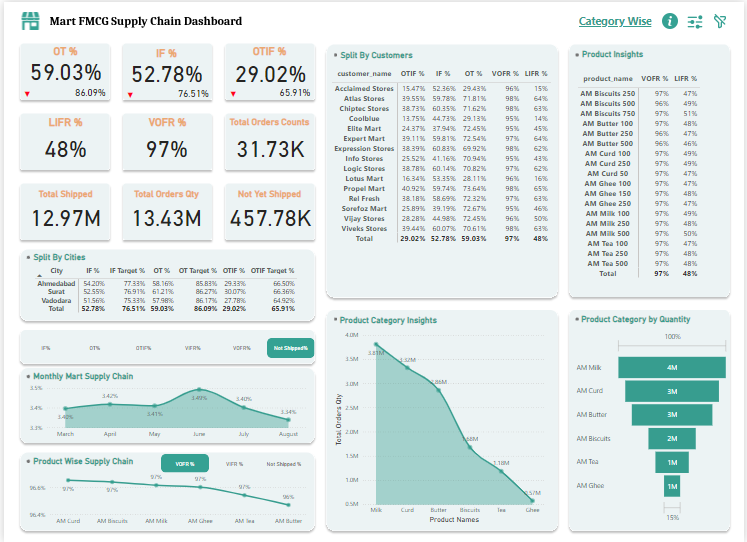 Mart FMCG Supply Chain Dashboard
Category Wise
OT %
59.03%
86.09%
IF %
52.78%
76.51%
OTIF %
29.02%
65.91%
LIFR %
48%
VOFR %
97%
Total Orders Counts
31.73K
Total Shipped
12.97M
Total Orders Qty
13.43M
Not Yet Shipped
457.78K
Split By Cities
City IF % IF Target % OT % OT Target % OTIF % OTIF Target %
Ahmedabad 54.20% 77.33% 58.16% 85.83% 29.33% 66.50%
Surat 52.55% 76.91% 61.21% 86.27% 30.07% 66.36%
Vadodara 51.56% 75.33% 57.98% 86.17% 27.78% 64.92%
Total 52.78% 76.51% 59.03% 86.09% 29.02% 65.91%
IF% OT% OTIF% VIFR% VOFR% Not Shipped%
Monthly Mart Supply Chain
3.5%
3.4%
3.3%
3.40%
3.42%
3.41%
3.49%
3.40%
3.34%
March April May June July August
Product Wise Supply Chain
VOFR % VIFR % Not Shipped %
96.6%
96.4%
97%
97%
97%
97%
97%
96%
AM Curd AM Biscuits AM Milk AM Ghee AM Tea AM Butter
Split By Customers
customer_name OTIF % IF % OT % VOFR % LIFR %
Acclaimed Stores 15.47% 52.36% 29.43% 96% 15%
Atlas Stores 39.55% 59.78% 71.81% 98% 64%
Chiptec Stores 38.73% 60.35% 71.62% 98% 63%
Coolblue 13.75% 44.73% 29.13% 95% 14%
Elite Mart 24.37% 37.94% 72.45% 95% 45%
Expert Mart 39.11% 59.81% 72.54% 97% 64%
Expression Stores 38.39% 60.83% 69.92% 98% 62%
Info Stores 25.52% 41.16% 70.94% 95% 43%
Logic Stores 38.78% 60.14% 70.82% 97% 62%
Lotus Mart 16.34% 53.35% 28.11% 96% 16%
Propel Mart 40.92% 59.74% 73.64% 98% 65%
Rel Fresh 38.18% 58.69% 72.32% 97% 63%
Sorefoz Mart 25.89% 39.19% 72.67% 95% 46%
Vijay Stores 28.28% 44.98% 72.45% 96% 50%
Viveks Stores 39.44% 60.07% 70.61% 98% 63%
Total 29.02% 52.78% 59.03% 97% 48%
Product Insights
product_name VOFR % LIFR %
AM Biscuits 250 97% 47%
AM Biscuits 500 96% 49%
AM Biscuits 750 97% 51%
AM Butter 100 97% 48%
AM Butter 250 96% 47%
AM Butter 500 96% 46%
AM Curd 100 97% 49%
AM Curd 250 97% 49%
AM Curd 50 97% 47%
AM Ghee 100 97% 47%
AM Ghee 150 97% 48%
AM Ghee 250 97% 47%
AM Milk 100 97% 49%
AM Milk 250 97% 48%
AM Milk 500 97% 50%
AM Tea 100 97% 47%
AM Tea 250 97% 48%
AM Tea 500 97% 48%
Total 97% 48%
Product Category Insights
Total Orders Qty
4.0M
3.5M
3.0M
2.5M
2.0M
1.5M
1.0M
0.5M
3.81M
3.32M
2.86M
1.68M
1.18M
0.57M
Milk Curd Butter Biscuits Tea Ghee
Product Names
Product Category by Quantity
100%
AM Milk 4M
AM Curd 3M
AM Butter 3M
AM Biscuits 2M
AM Tea 1M
AM Ghee 1M
15%